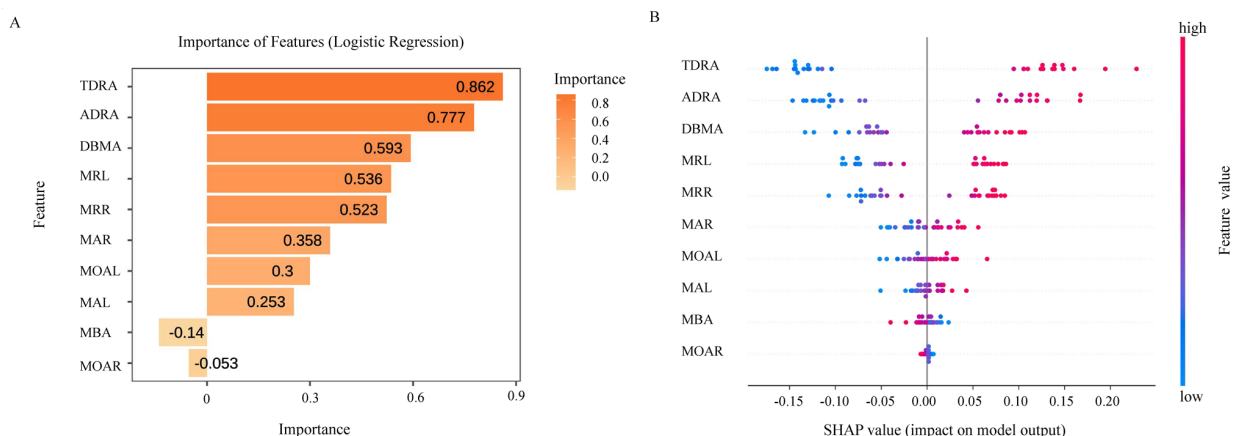 A
Importance of Features (Logistic Regression)
Feature
TDRA
ADRA
DBMA
MRL
MRR
MAR
MOAL
MAL
MBA
MOAR
0.862
0.777
0.593
0.536
0.523
0.358
0.3
0.253
-0.14
-0.053
0
0.3
0.6
0.9
Importance
Importance
0.8
0.6
0.4
0.2
0.0
B
TDRA
ADRA
DBMA
MRL
MRR
MAR
MOAL
MAL
MBA
MOAR
-0.15
-0.10
-0.05
0.00
0.05
0.10
0.15
0.20
SHAP value (impact on model output)
high
Feature value
low